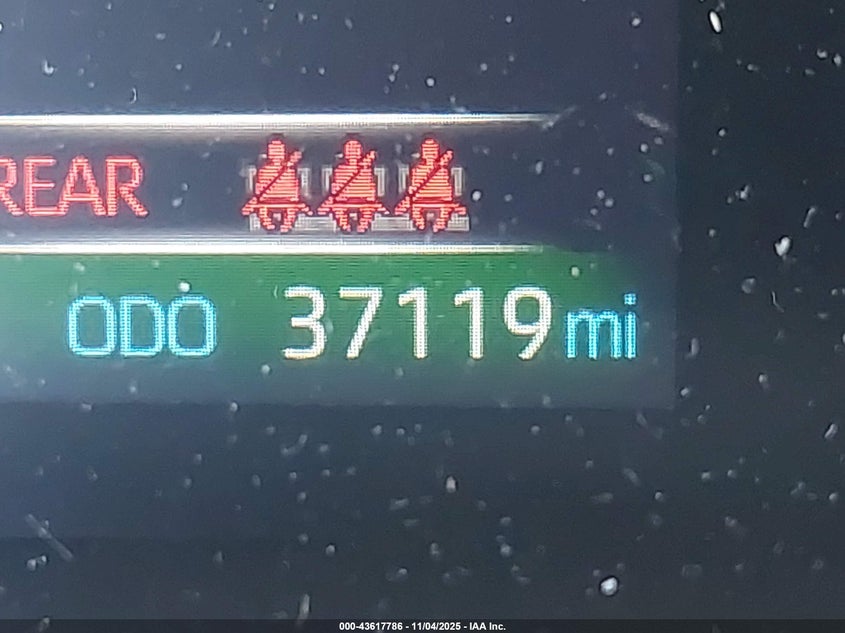 REAR
ODO 37119 mi
000-43617786 - 11/04/2025 - IAA Inc.